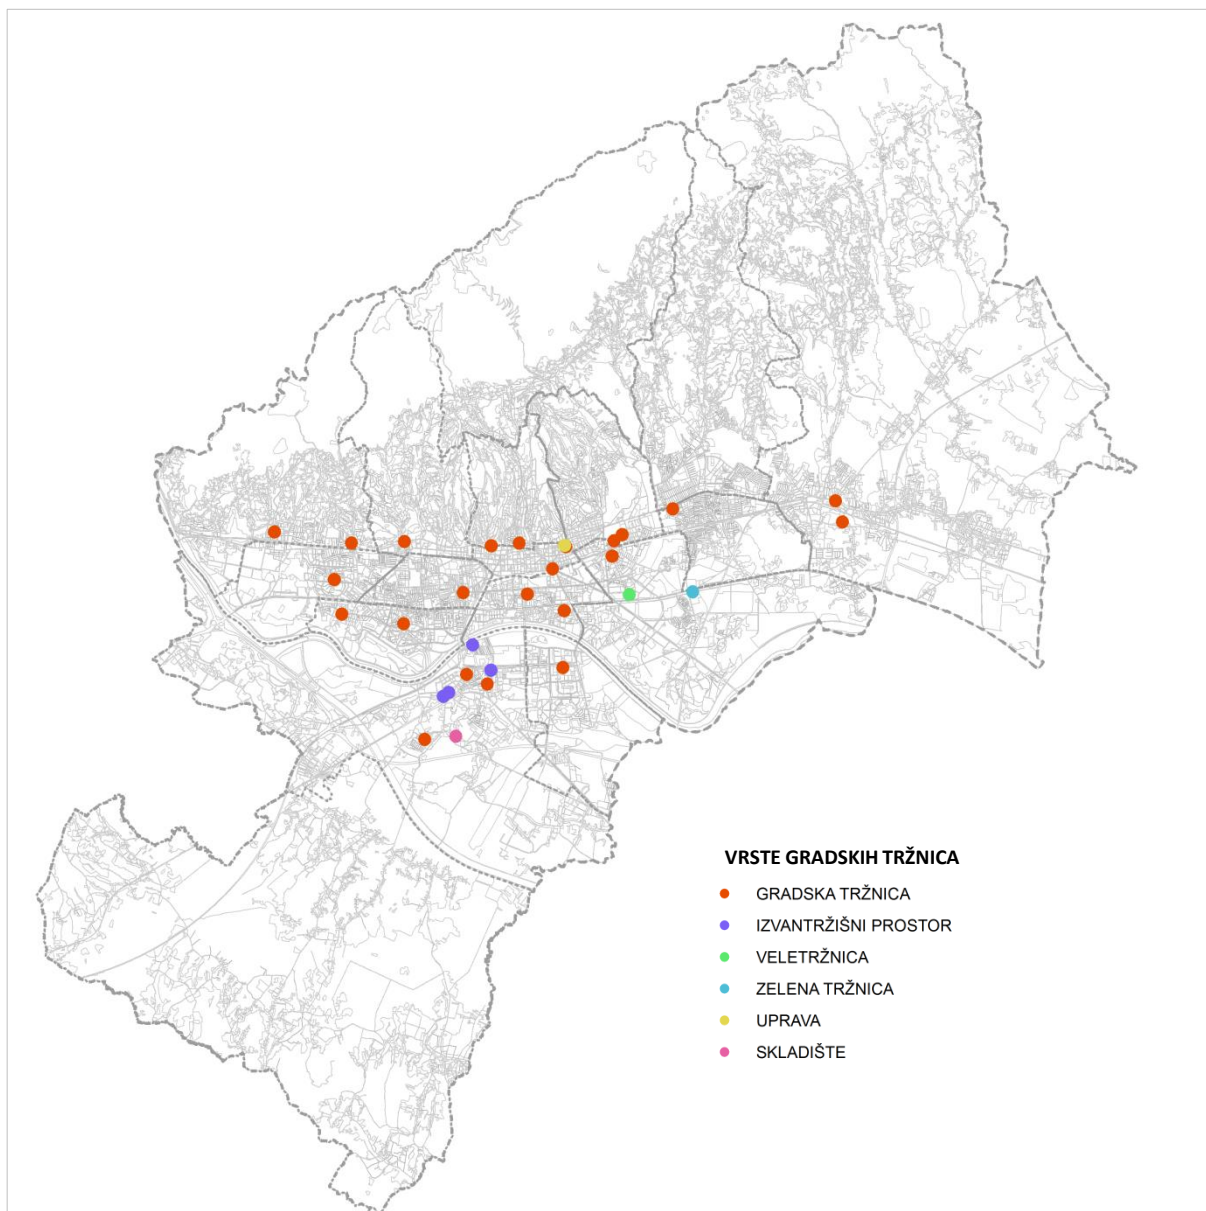 VRSTE GRADSKIH TRŽNICA
GRADSKA TRŽNICA
IZVANTRŽIŠNI PROSTOR
VELETRŽNICA
ZELENA TRŽNICA
UPRAVA
SKLADIŠTE